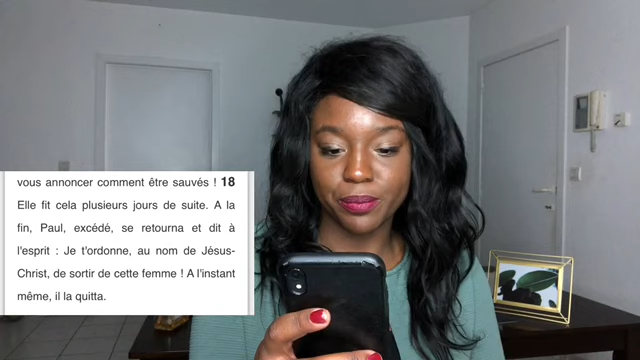 vous annoncer comment être sauvés ! 18
Elle fit cela plusieurs jours de suite. A la
fin, Paul, excédé, se retourna et dit à
l'esprit : Je t'ordonne, au nom de Jésus-
Christ, de sortir de cette femme ! A l'instant
même, il la quitta.